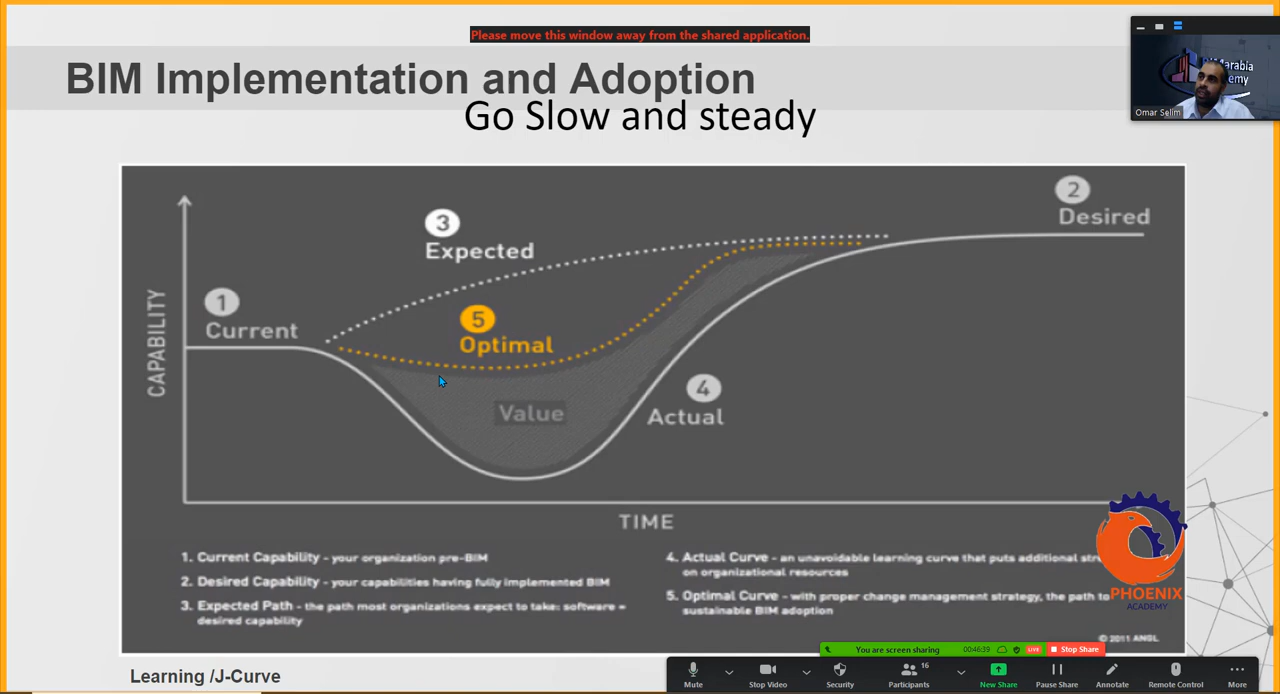 Please move this window away from the shared application.
BIM Implementation and Adoption
Go Slow and steady
Omar Selim
3
Expected
2
Desired
1
Current
5
Optimal
Value
4
Actual
CAPABILITY
TIME
1. Current Capability - your organization pre-BIM
2. Desired Capability - your capabilities having fully implemented BIM
3. Expected Path - the path most organizations expect to take: software =
desired capability
4. Actual Curve - an unavoidable learning curve that puts additional
on organizational resources
5. Optimal Curve - with proper change management strategy, the path to
sustainable BIM adoption
© 2011 ANGL
PHOENIX
ACADEMY
Learning /J-Curve
You are screen sharing
00:46:39
LIVE
Stop Share
Mute
Stop Video
Security
16
Participants
New Share
Pause Share
Annotate
Remote Control
More